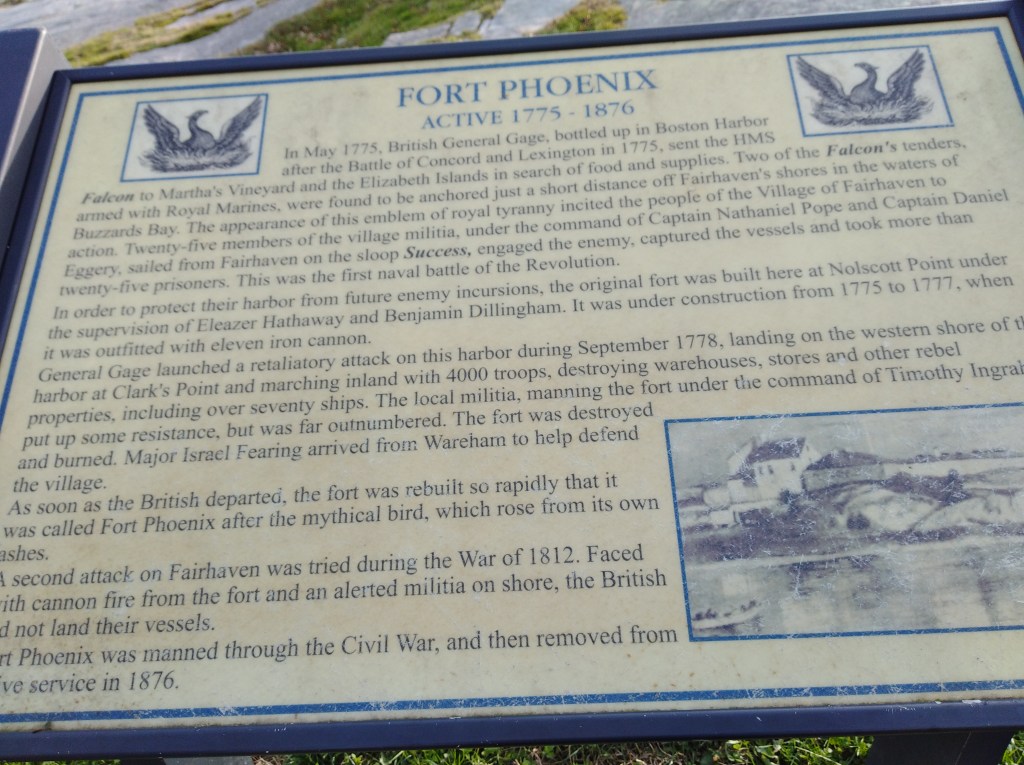 FORT PHOENIX
ACTIVE 1775 - 1876
In May 1775, British General Gage, bottled up in Boston Harbor
after the Battle of Concord and Lexington in 1775, sent the HMS
Falcon to Martha's Vineyard and the Elizabeth Islands in search of food and supplies. Two of the Falcon's tenders,
armed with Royal Marines, were found to be anchored just a short distance off Fairhaven's shores in the waters of
Buzzards Bay. The appearance of this emblem of royal tyranny incited the people of the Village of Fairhaven to
action. Twenty-five members of the village militia, under the command of Captain Nathaniel Pope and Captain Daniel
Eggery, sailed from Fairhaven on the sloop Success, engaged the enemy, captured the vessels and took more than
twenty-five prisoners. This was the first naval battle of the Revolution.
In order to protect their harbor from future enemy incursions, the original fort was built here at Nolscott Point under
the supervision of Eleazer Hathaway and Benjamin Dillingham. It was under construction from 1775 to 1777, when
it was outfitted with eleven iron cannon.
General Gage launched a retaliatory attack on this harbor during September 1778, landing on the western shore of th
harbor at Clark's Point and marching inland with 4000 troops, destroying warehouses, stores and other rebel
properties, including over seventy ships. The local militia, manning the fort under the command of Timothy Ingrah
put up some resistance, but was far outnumbered. The fort was destroyed
and burned. Major Israel Fearing arrived from Wareham to help defend
the village.
As soon as the British departed, the fort was rebuilt so rapidly that it
was called Fort Phoenix after the mythical bird, which rose from its own
ashes.
A second attack on Fairhaven was tried during the War of 1812. Faced
with cannon fire from the fort and an alerted militia on shore, the British
d not land their vessels.
rt Phoenix was manned through the Civil War, and then removed from
ive service in 1876.